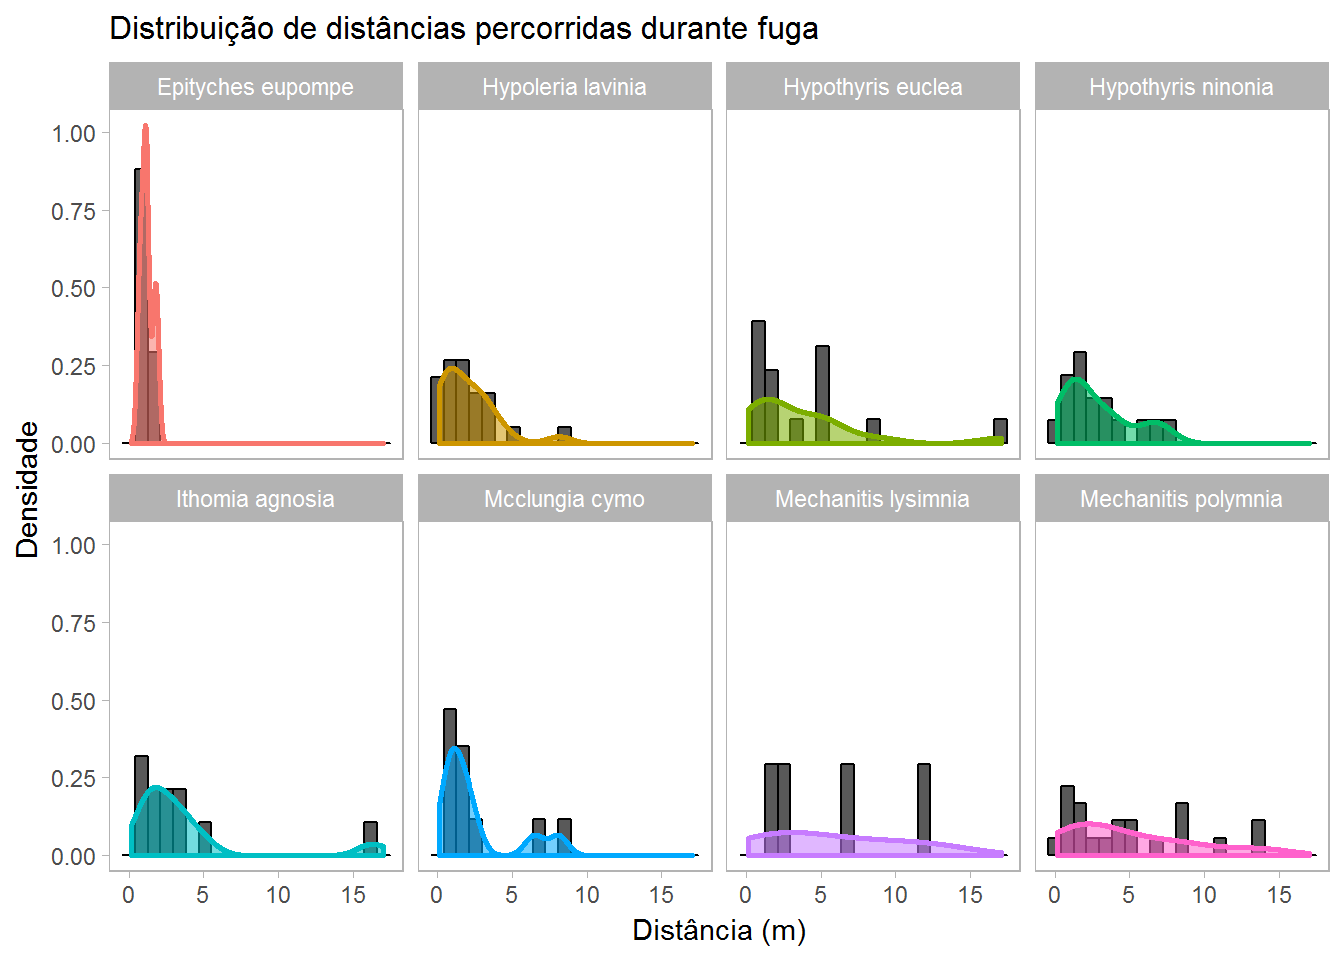 Distribuição de distâncias percorridas durante fuga
Epityches eupompe
Hypoleria lavinia
Hypothyris euclea
Hypothyris ninonia
1.00
0.75
0.50
0.25
0.00
Densidade
Ithomia agnosia
Mcclungia cymo
Mechanitis lysimnia
Mechanitis polymnia
1.00
0.75
0.50
0.25
0.00
0 5 10 15
0 5 10 15
0 5 10 15
0 5 10 15
Distância (m)